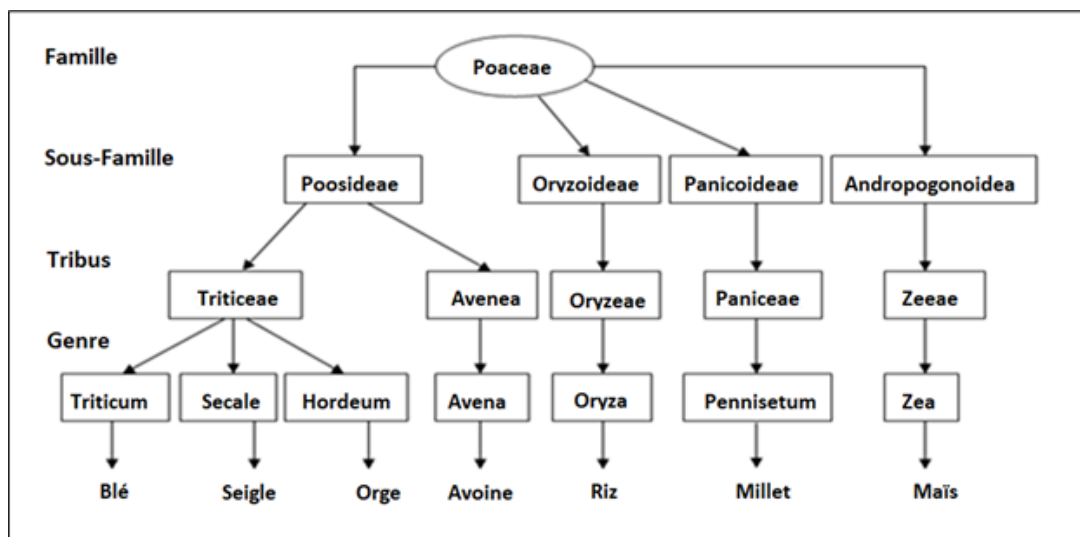 Famille
Poaceae
Sous-Famille
Poosideae
Oryzoideae
Panicoideae
Andropogonoidea
Tribus
Triticeae
Avenea
Oryzeae
Paniceae
Zeeae
Genre
Triticum
Secale
Hordeum
Avena
Oryza
Pennisetum
Zea
Blé
Seigle
Orge
Avoine
Riz
Millet
Maïs